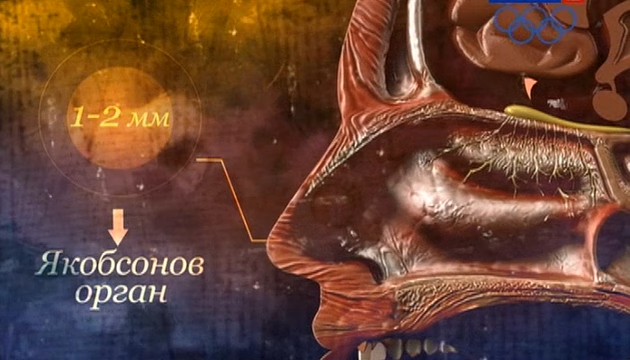 1-2 мм
Якобсонов
орган